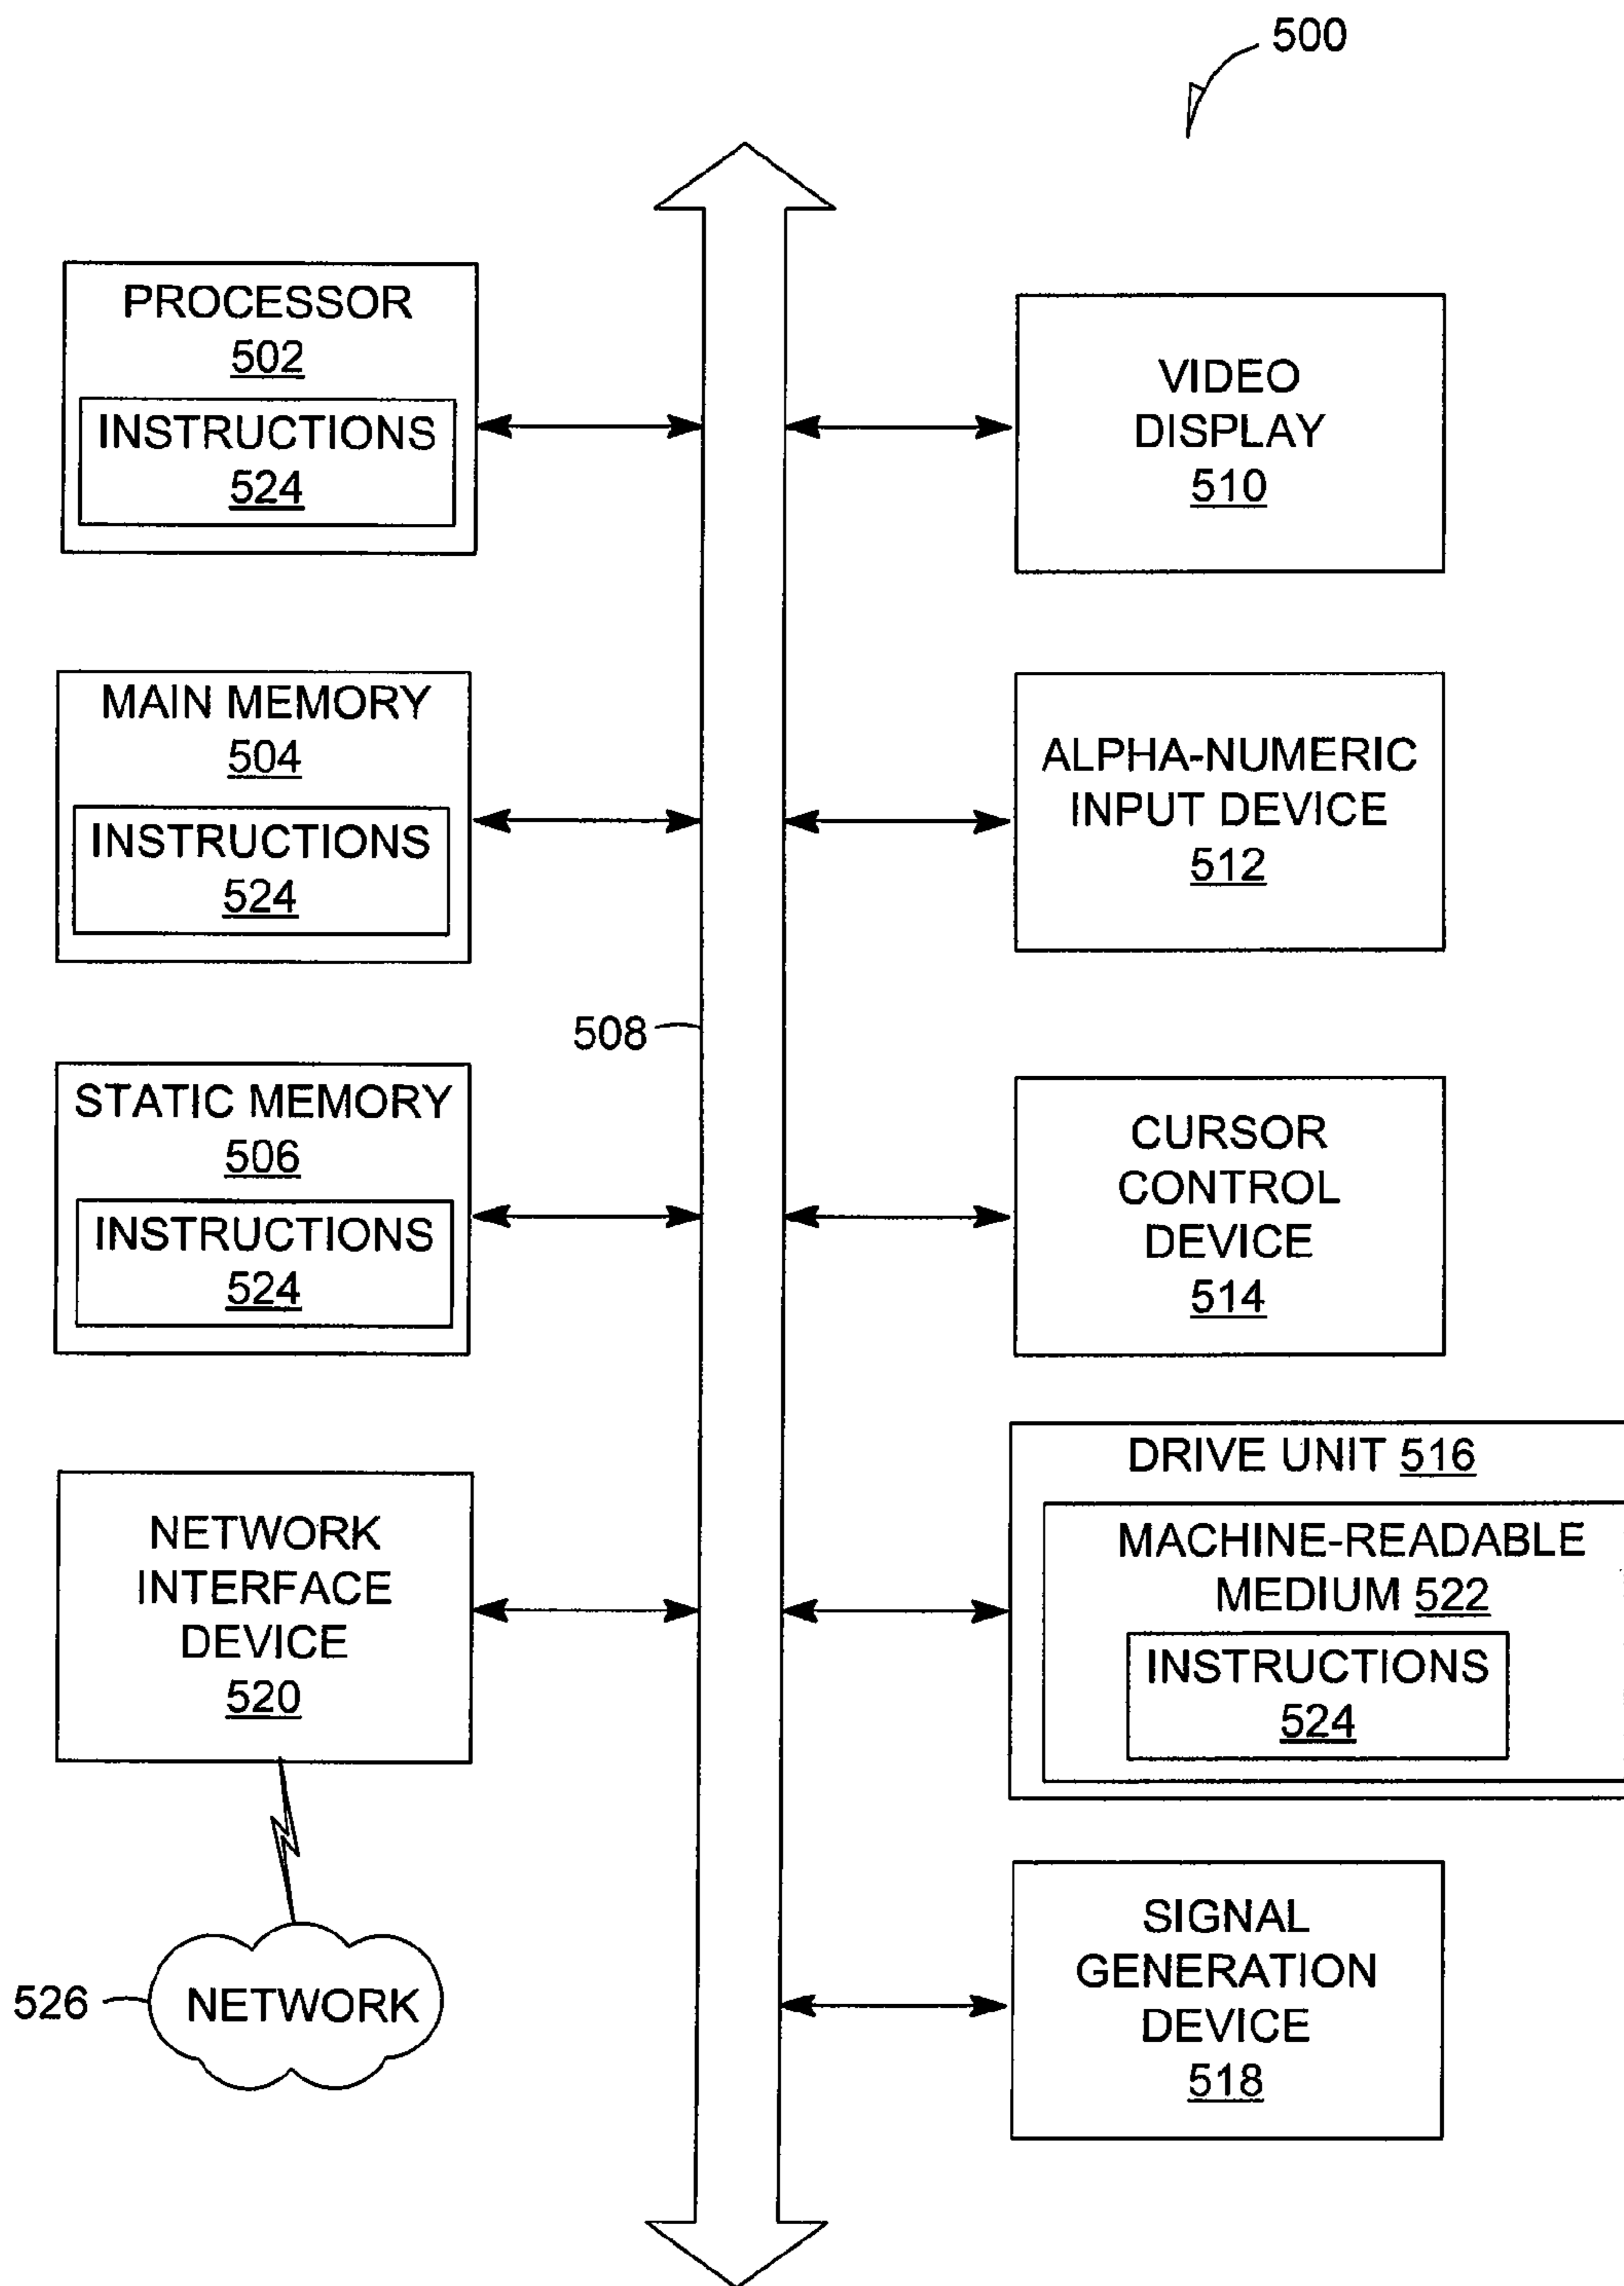 500
PROCESSOR
502
INSTRUCTIONS
524
VIDEO
DISPLAY
510
MAIN MEMORY
504
INSTRUCTIONS
524
ALPHA-NUMERIC
INPUT DEVICE
512
508
STATIC MEMORY
506
INSTRUCTIONS
524
CURSOR
CONTROL
DEVICE
514
NETWORK
INTERFACE
DEVICE
520
DRIVE UNIT 516
MACHINE-READABLE
MEDIUM 522
INSTRUCTIONS
524
526
NETWORK
SIGNAL
GENERATION
DEVICE
518